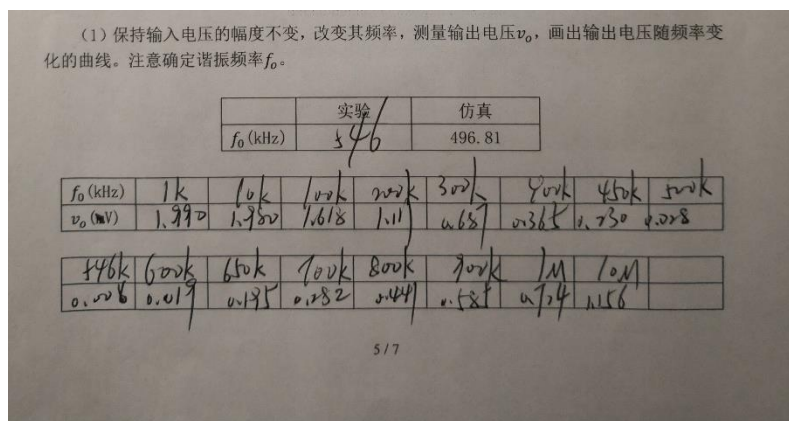 （1）保持输入电压的幅度不变，改变其频率，测量输出电压v₀，画出输出电压随频率变
化的曲线。注意确定谐振频率f₀。
实验 仿真
f₀(kHz) 546 496.81
f₀(kHz) 1k 10k 100k 200k 300k 400k 450k 500k
v₀(V) 1.990 1.980 1.618 1.117 0.687 0.365 0.230 0.028
546k 600k 650k 700k 800k 900k 1M 10M
0.006 0.019 0.195 0.282 0.441 0.585 0.724 1.156
5/7